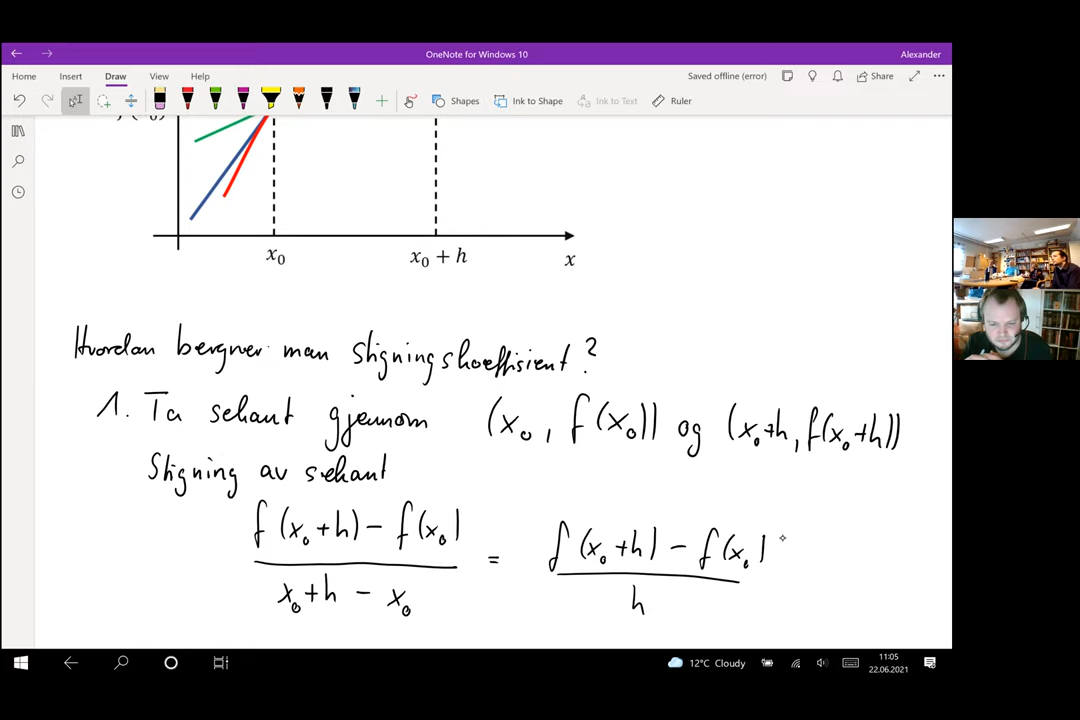 OneNote for Windows 10
Alexander
Home Insert Draw View Help
Saved offline (error)
Share
Shapes
Ink to Shape
Ink to Text
Ruler
x₀
x₀ + h
x
Hvordan bergner man stigningskoeffisient?
1. Ta sekant gjennom (x₀, f(x₀)) og (x₀+h, f(x₀+h))
Stigning av sekant
f(x₀+h) − f(x₀) / x₀+h − x₀ = f(x₀+h) − f(x₀) / h
12°C Cloudy
11:05
22.06.2021